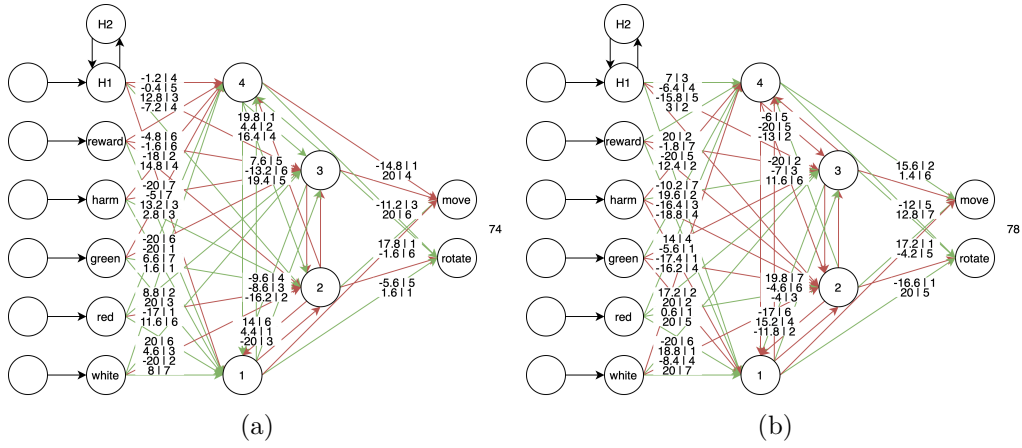 H2
H1
reward
harm
green
red
white
-1.2 | 4
-0.4 | 5
12.8 | 3
-7.2 | 4
-4.8 | 6
-1.6 | 6
-18 | 2
14.8 | 4
-20 | 7
-5 | 7
13.2 | 3
2.8 | 3
-20 | 6
-20 | 1
6.6 | 7
1.6 | 1
8.8 | 2
20 | 3
-17 | 1
11.6 | 6
20 | 6
4.6 | 3
-20 | 2
8 | 7
4
19.8 | 1
4.4 | 2
16.4 | 4
3
7.6 | 5
-13.2 | 6
19.4 | 5
2
-9.6 | 4
-8.6 | 3
-16.2 | 2
1
14 | 6
4.4 | 1
-20 | 3
-14.8 | 1
20 | 4
-11.2 | 3
20 | 6
17.8 | 1
-1.6 | 6
-5.6 | 5
1.6 | 1
move
rotate
74
(a)
H2
H1
reward
harm
green
red
white
7 | 3
-6.4 | 4
-15.8 | 5
3 | 2
20 | 2
-1.8 | 7
-20 | 5
12.4 | 2
-10.2 | 7
19.6 | 2
-16.4 | 3
-18.8 | 4
14 | 4
-5.6 | 1
-17.4 | 1
-16.2 | 4
17.2 | 2
20 | 2
0.6 | 1
20 | 5
-20 | 6
18.8 | 1
-8.4 | 4
20 | 7
4
-6 | 5
-20 | 5
-13 | 2
3
-20 | 2
-7 | 3
11.6 | 6
2
19.8 | 7
-4.6 | 6
-4 | 3
1
-17 | 6
15.2 | 4
-11.8 | 2
15.6 | 2
1.4 | 6
-12 | 5
12.8 | 7
17.2 | 1
-4.2 | 5
-16.6 | 1
20 | 5
move
rotate
78
(b)